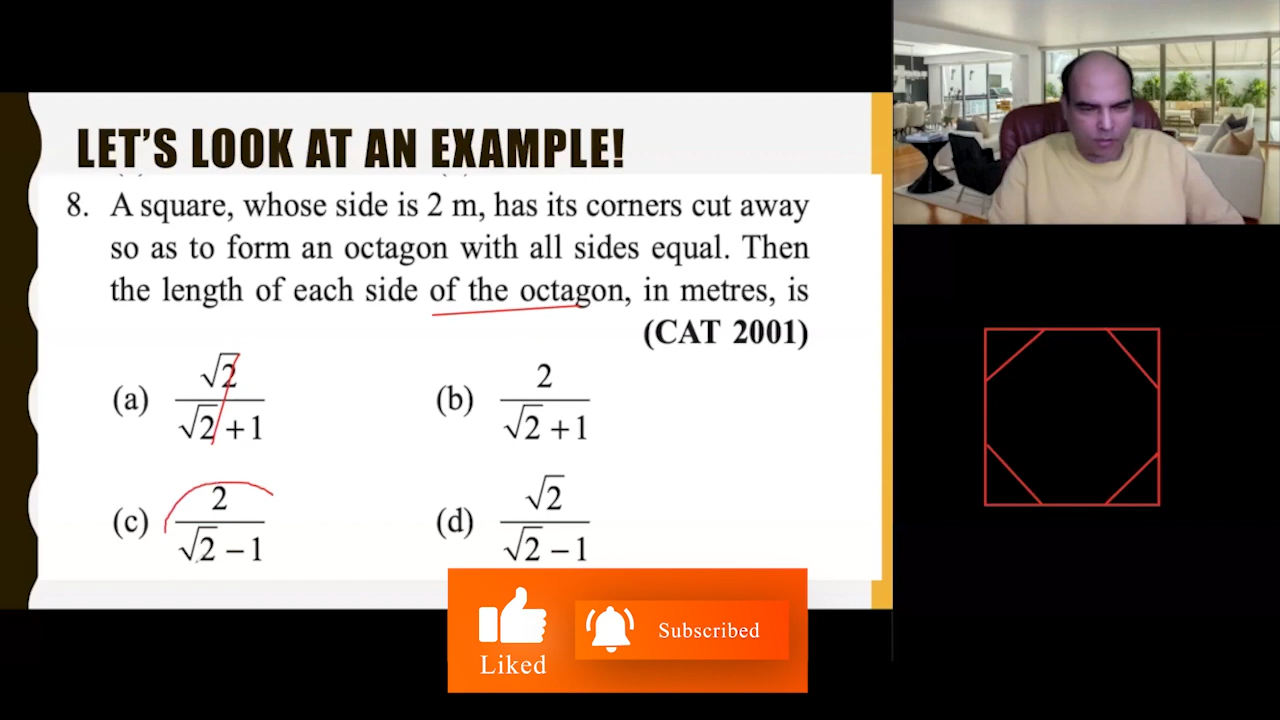 LET'S LOOK AT AN EXAMPLE!
8. A square, whose side is 2 m, has its corners cut away
so as to form an octagon with all sides equal. Then
the length of each side of the octagon, in metres, is
(CAT 2001)
(a) √2 / (√2 + 1) (b) 2 / (√2 + 1)
(c) 2 / (√2 − 1) (d) √2 / (√2 − 1)
Liked
Subscribed